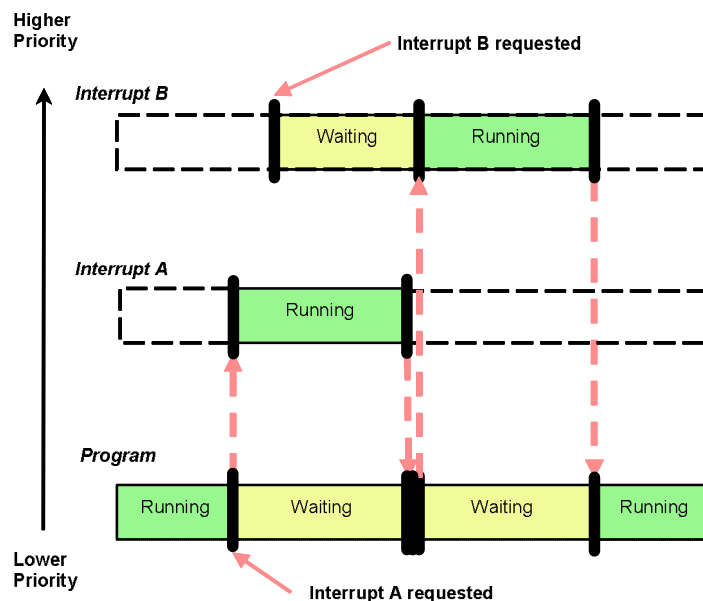 Higher
Priority
Interrupt B requested
Interrupt B
Waiting
Running
Interrupt A
Running
Program
Running
Waiting
Waiting
Running
Lower
Priority
Interrupt A requested